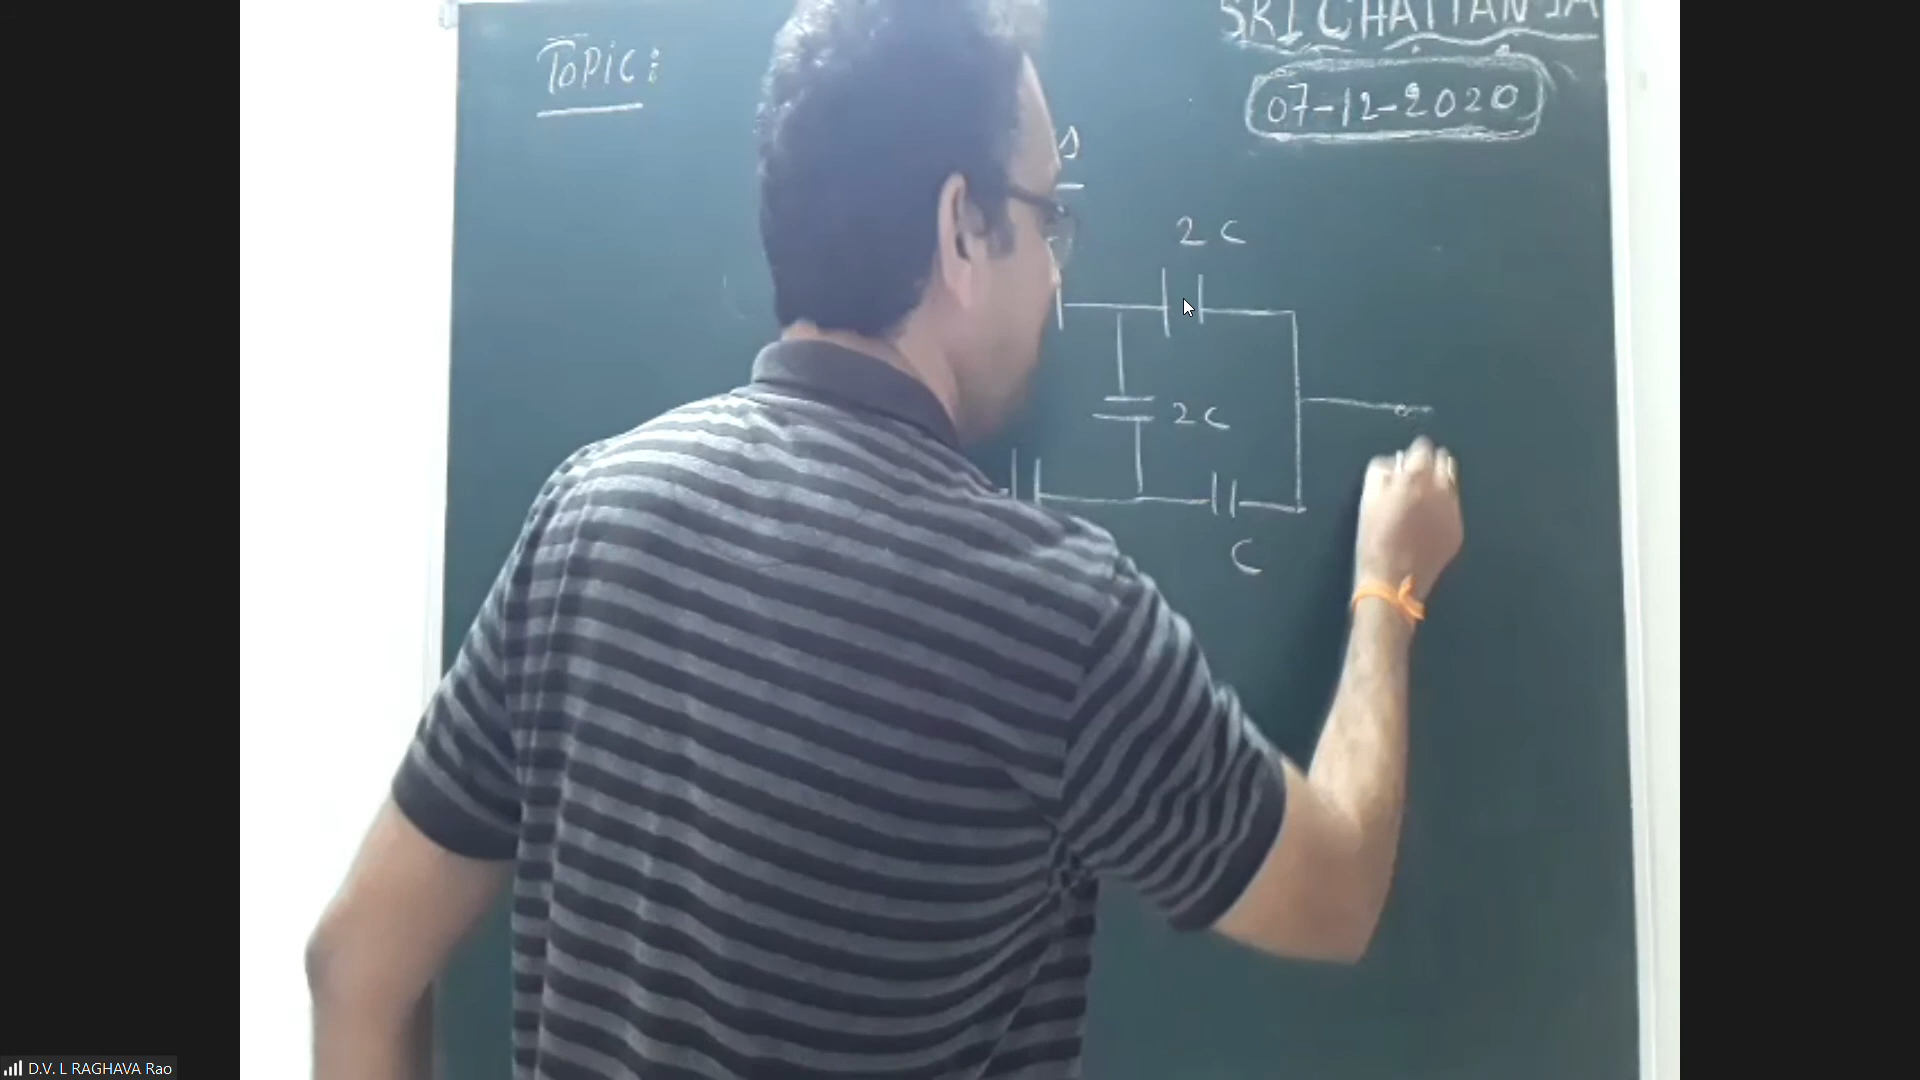 SRI CHAITANYA
TOPIC:
07-12-2020
s
2C
2C
C
D.V. L RAGHAVA Rao